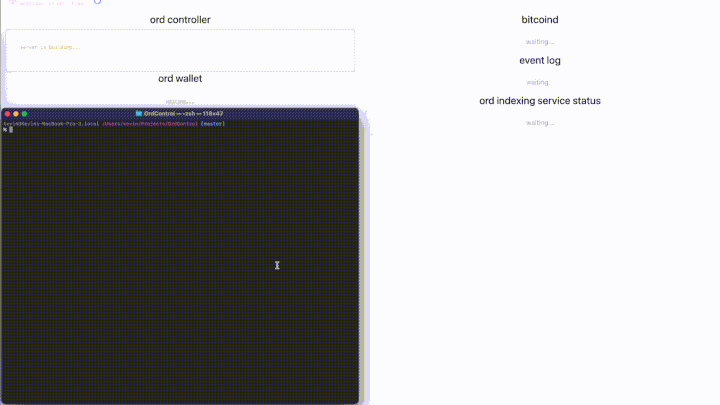 ord controller
server is building...
ord wallet
waiting...
OrdControl — -zsh — 118×47
[master]
%
bitcoind
waiting...
event log
waiting.
ord indexing service status
waiting...